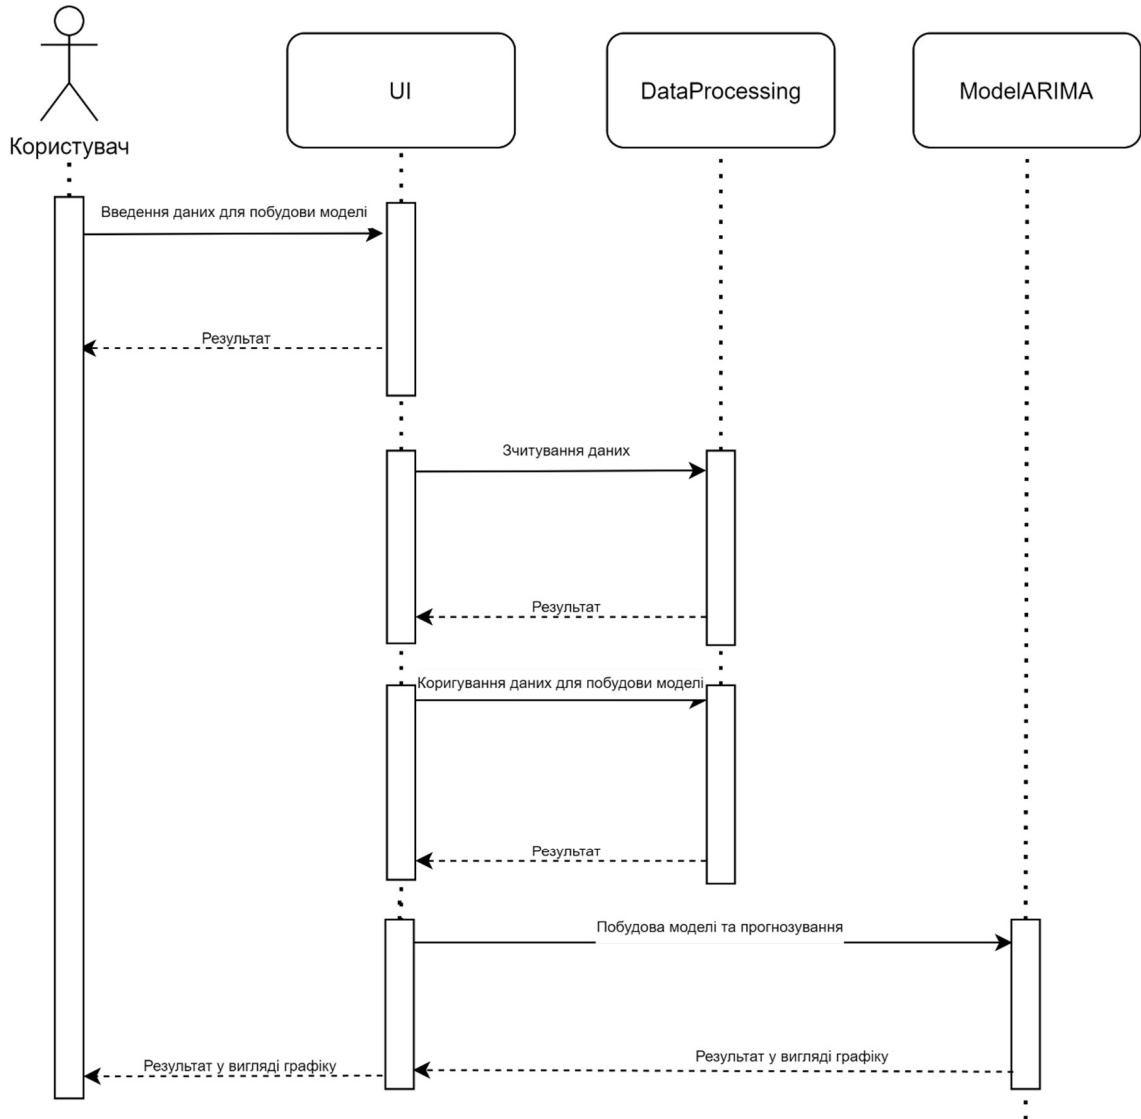 UI
DataProcessing
ModelARIMA
Користувач
Введення даних для побудови моделі
Результат
Зчитування даних
Результат
Коригування даних для побудови моделі
Результат
Побудова моделі та прогнозування
Результат у вигляді графіку
Результат у вигляді графіку